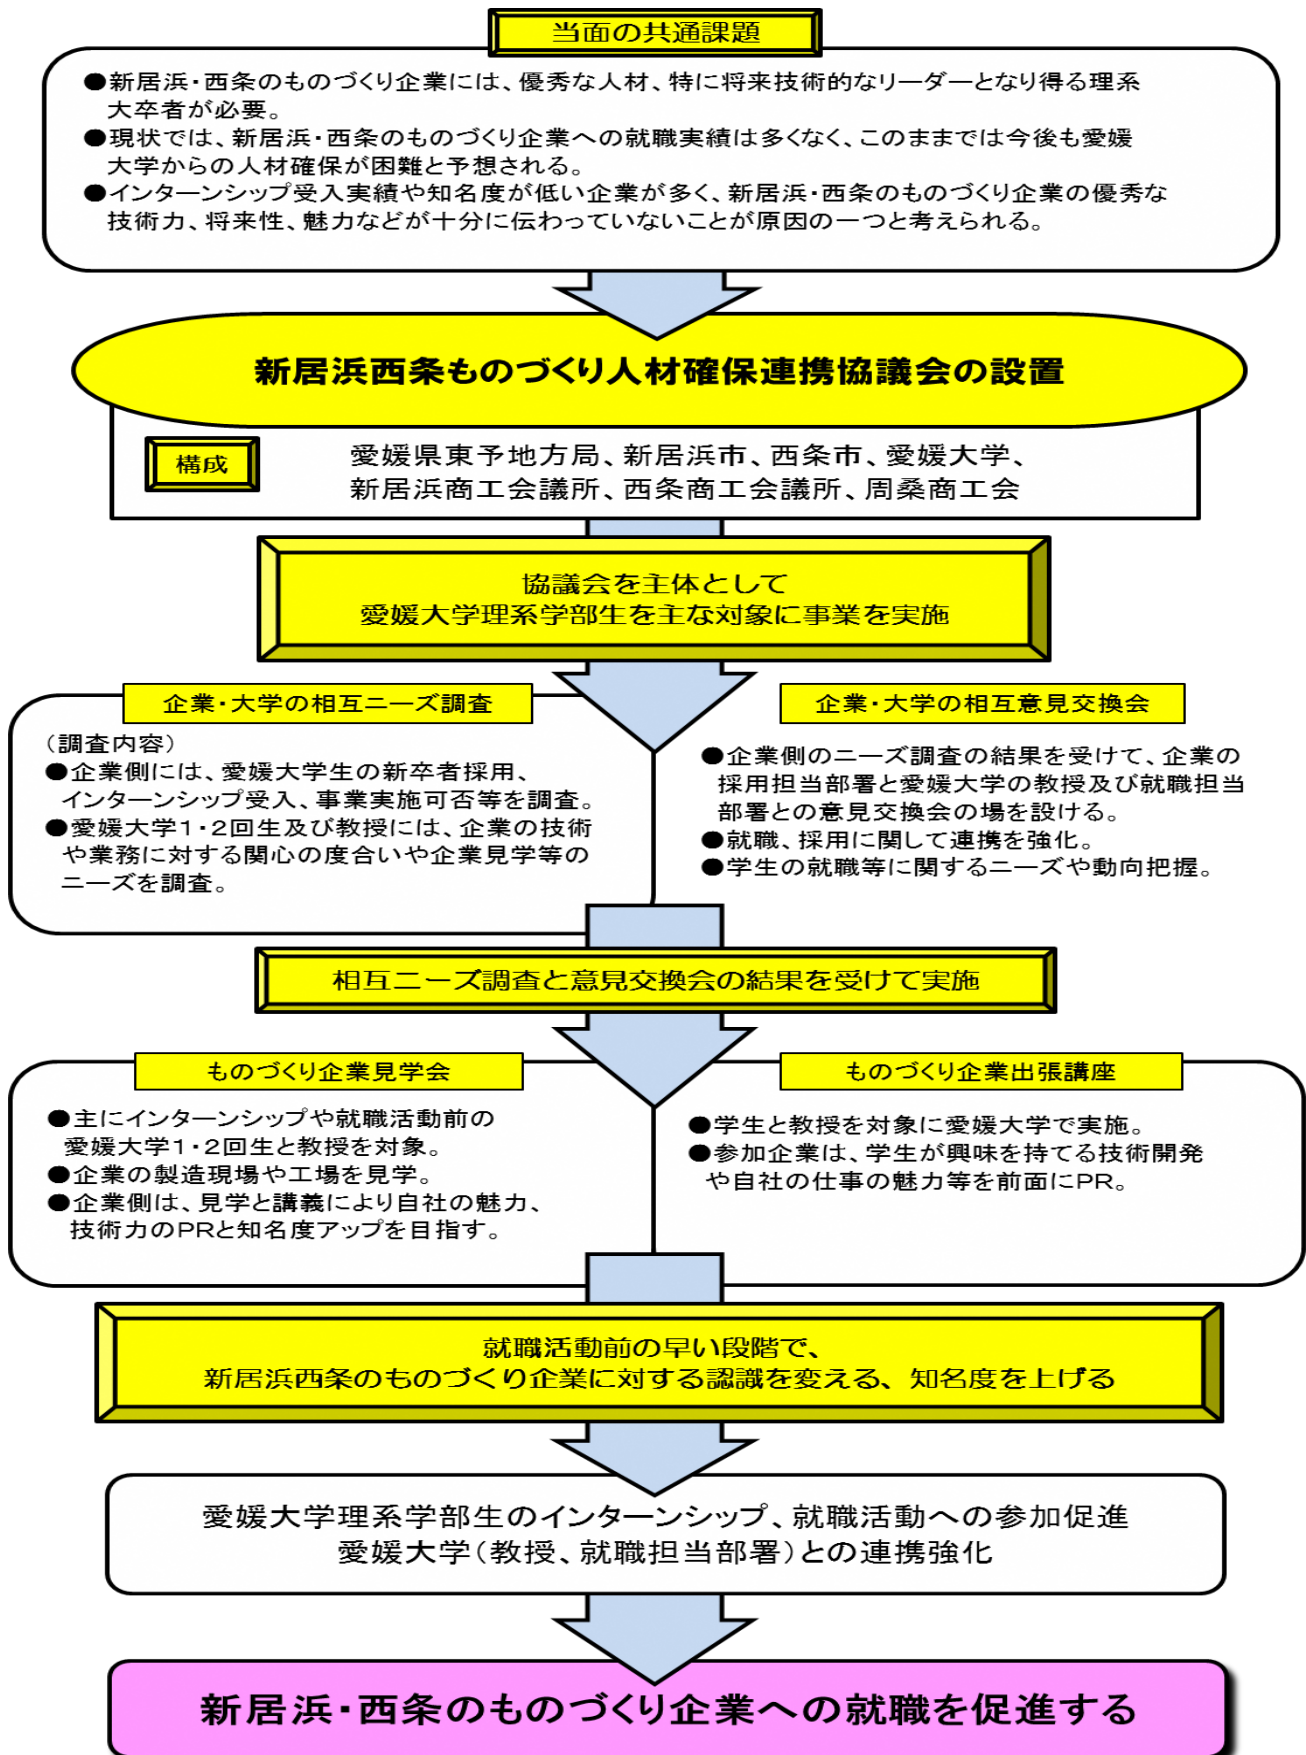 当面の共通課題
●新居浜・西条のものづくり企業には、優秀な人材、特に将来技術的なリーダーとなり得る理系
大卒者が必要。
●現状では、新居浜・西条のものづくり企業への就職実績は多くなく、このままでは今後も愛媛
大学からの人材確保が困難と予想される。
●インターンシップ受入実績や知名度が低い企業が多く、新居浜・西条のものづくり企業の優秀な
技術力、将来性、魅力などが十分に伝わっていないことが原因の一つと考えられる。
新居浜西条ものづくり人材確保連携協議会の設置
構成
愛媛県東予地方局、新居浜市、西条市、愛媛大学、
新居浜商工会議所、西条商工会議所、周桑商工会
協議会を主体として
愛媛大学理系学部生を主な対象に事業を実施
企業・大学の相互ニーズ調査
（調査内容）
●企業側には、愛媛大学生の新卒者採用、
インターンシップ受入、事業実施可否等を調査。
●愛媛大学1・2回生及び教授には、企業の技術
や業務に対する関心の度合いや企業見学等の
ニーズを調査。
企業・大学の相互意見交換会
●企業側のニーズ調査の結果を受けて、企業の
採用担当部署と愛媛大学の教授及び就職担当
部署との意見交換会の場を設ける。
●就職、採用に関して連携を強化。
●学生の就職等に関するニーズや動向把握。
相互ニーズ調査と意見交換会の結果を受けて実施
ものづくり企業見学会
●主にインターンシップや就職活動前の
愛媛大学1・2回生と教授を対象。
●企業の製造現場や工場を見学。
●企業側は、見学と講義により自社の魅力、
技術力のPRと知名度アップを目指す。
ものづくり企業出張講座
●学生と教授を対象に愛媛大学で実施。
●参加企業は、学生が興味を持てる技術開発
や自社の仕事の魅力等を前面にPR。
就職活動前の早い段階で、
新居浜西条のものづくり企業に対する認識を変える、知名度を上げる
愛媛大学理系学部生のインターンシップ、就職活動への参加促進
愛媛大学（教授、就職担当部署）との連携強化
新居浜・西条のものづくり企業への就職を促進する